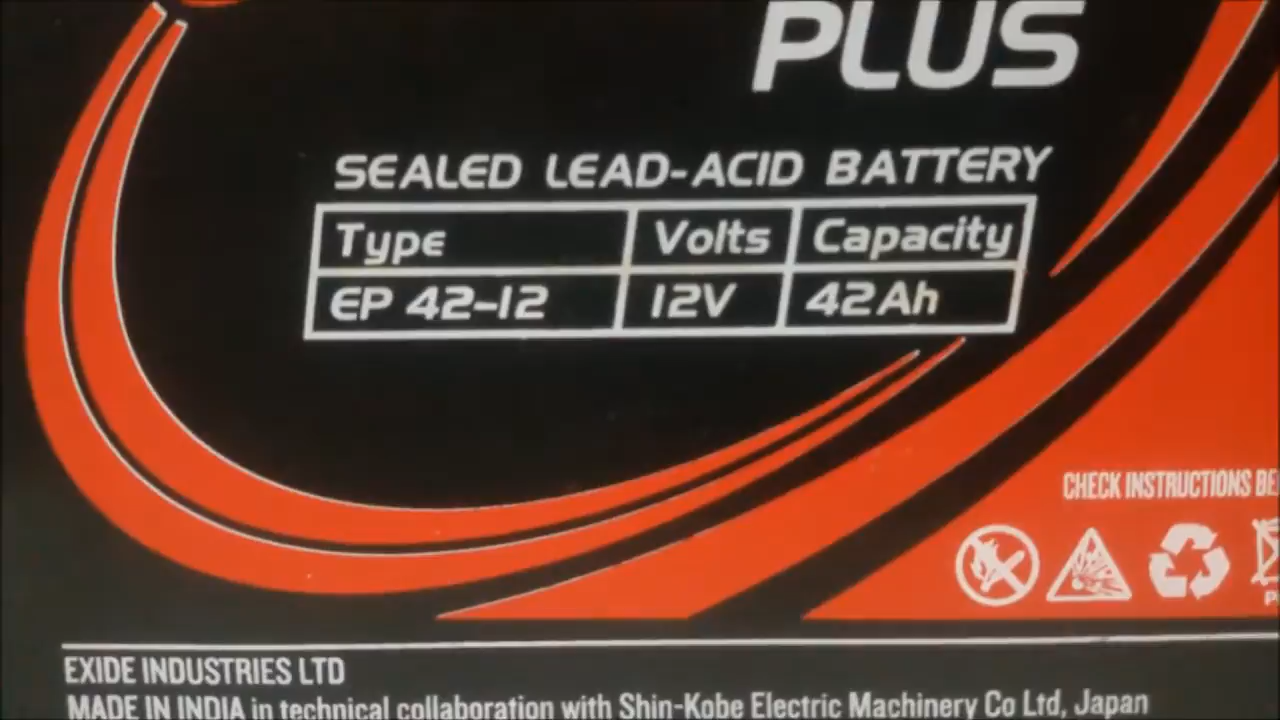 PLUS
SEALED LEAD-ACID BATTERY
Type Volts Capacity
EP 42-12 12V 42Ah
CHECK INSTRUCTIONS
EXIDE INDUSTRIES LTD
MADE IN INDIA in technical collaboration with Shin-Kobe Electric Machinery Co Ltd, Japan